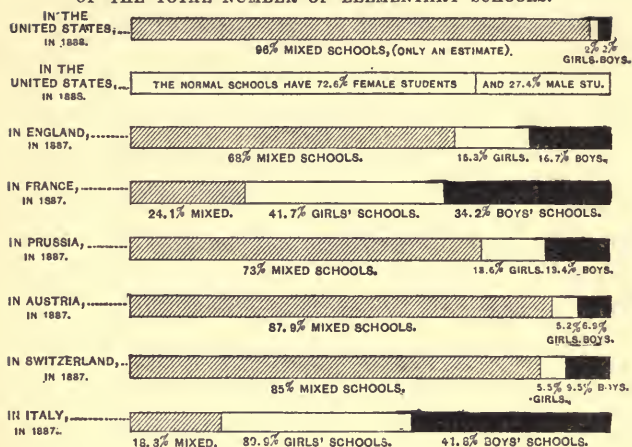 OF THE TOTAL NUMBER OF ELEMENTARY SCHOOLS.
IN THE
UNITED STATES,
IN 1888.
96% MIXED SCHOOLS, (ONLY AN ESTIMATE).
2% 2%
GIRLS. BOYS.
IN THE
UNITED STATES,
IN 1888.
THE NORMAL SCHOOLS HAVE 72.6% FEMALE STUDENTS
AND 27.4% MALE STU.
IN ENGLAND,
IN 1887.
68% MIXED SCHOOLS.
15.3% GIRLS. 16.7% BOYS.
IN FRANCE,
IN 1887.
24.1% MIXED. 41.7% GIRLS' SCHOOLS. 34.2% BOYS' SCHOOLS.
IN PRUSSIA,
IN 1887.
73% MIXED SCHOOLS.
13.6% GIRLS. 13.4% BOYS.
IN AUSTRIA,
IN 1887.
87.9% MIXED SCHOOLS.
5.2% 6.9%
GIRLS. BOYS.
IN SWITZERLAND,
IN 1887.
85% MIXED SCHOOLS,
5.5% 9.5% BOYS.
GIRLS.
IN ITALY,
IN 1887.
18.3% MIXED. 39.9% GIRLS' SCHOOLS. 41.8% BOYS' SCHOOLS.